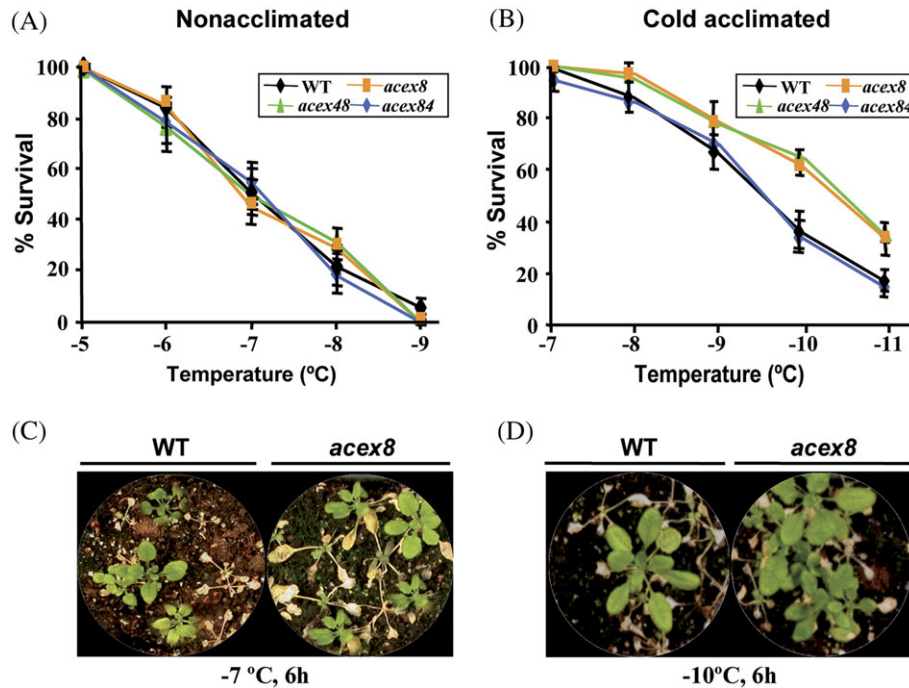 (A) Nonacclimated
% Survival
100
80
60
40
20
0
WT acex8
acex48 acex84
-5 -6 -7 -8 -9
Temperature (ºC)
(B) Cold acclimated
% Survival
100
80
60
40
20
0
WT acex8
acex48 acex84
-7 -8 -9 -10 -11
Temperature (ºC)
(C) WT acex8
-7 ºC, 6h
(D) WT acex8
-10ºC, 6h